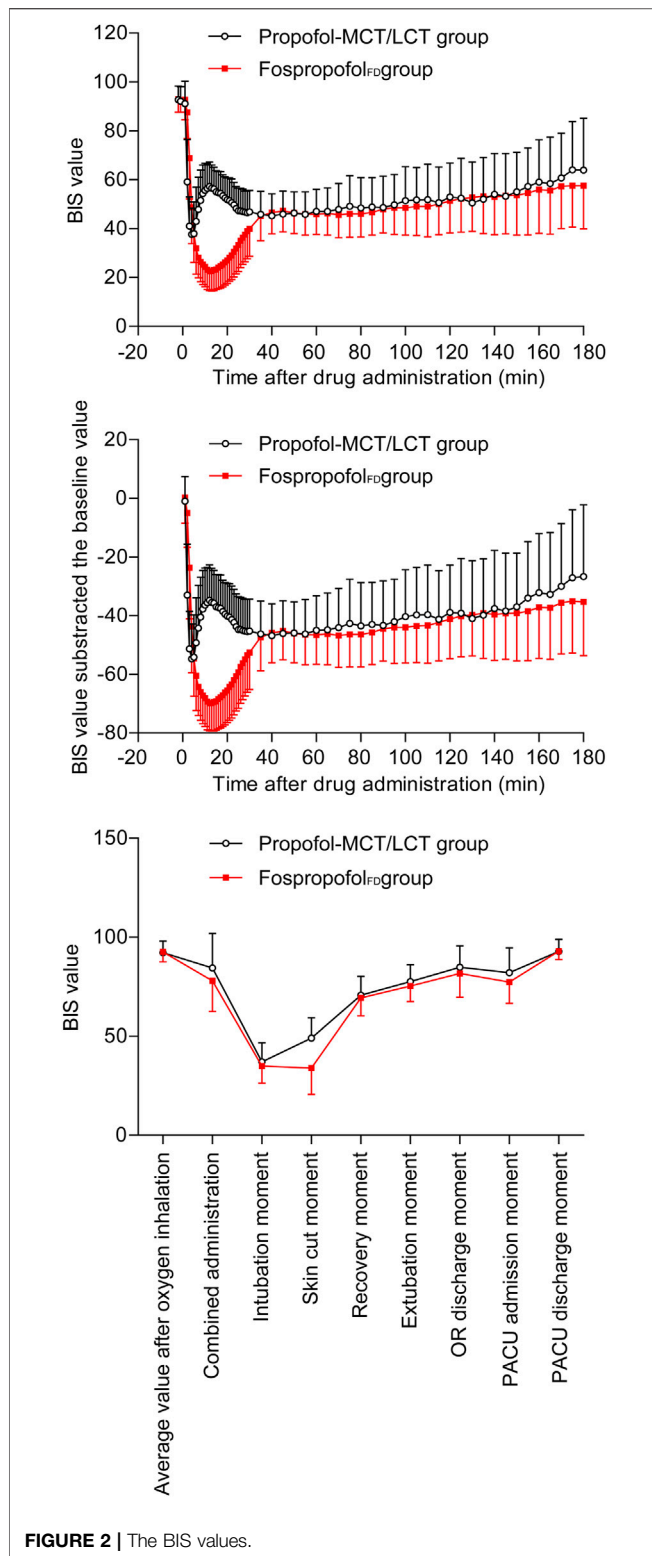 Propofol-MCT/LCT group
FospropofolFDgroup
120
100
80
60
40
20
0
BIS value
-20 0 20 40 60 80 100 120 140 160 180
Time after drug administration (min)
Propofol-MCT/LCT group
FospropofolFDgroup
20
0
-20
-40
-60
-80
BIS value substracted the baseline value
-20 0 20 40 60 80 100 120 140 160 180
Time after drug administration (min)
Propofol-MCT/LCT group
FospropofolFDgroup
150
100
50
0
BIS value
Average value after oxygen inhalation
Combined administration
Intubation moment
Skin cut moment
Recovery moment
Extubation moment
OR discharge moment
PACU admission moment
PACU discharge moment
FIGURE 2 | The BIS values.